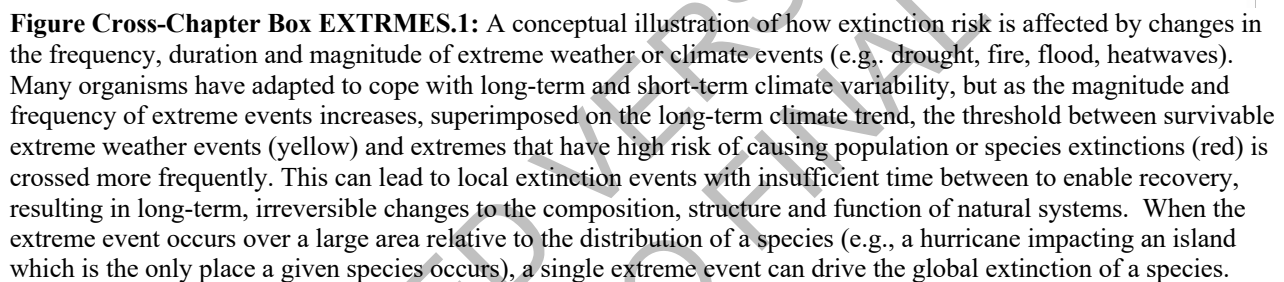 Figure Cross-Chapter Box EXTRMES.1: A conceptual illustration of how extinction risk is affected by changes in
the frequency, duration and magnitude of extreme weather or climate events (e.g,. drought, fire, flood, heatwaves).
Many organisms have adapted to cope with long-term and short-term climate variability, but as the magnitude and
frequency of extreme events increases, superimposed on the long-term climate trend, the threshold between survivable
extreme weather events (yellow) and extremes that have high risk of causing population or species extinctions (red) is
crossed more frequently. This can lead to local extinction events with insufficient time between to enable recovery,
resulting in long-term, irreversible changes to the composition, structure and function of natural systems.  When the
extreme event occurs over a large area relative to the distribution of a species (e.g., a hurricane impacting an island
which is the only place a given species occurs), a single extreme event can drive the global extinction of a species.